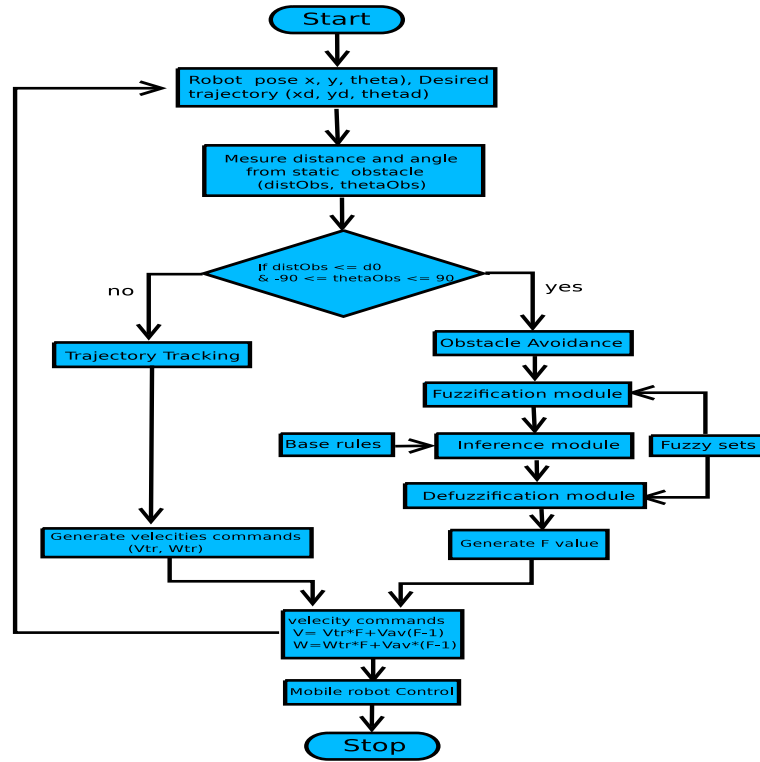 Start
Robot pose x, y, theta), Desired
trajectory (xd, yd, thetad)
Mesure distance and angle
from static obstacle
(distObs, thetaObs)
If distObs <= d0
& -90 <= thetaObs <= 90
no
yes
Trajectory Tracking
Obstacle Avoidance
Fuzzification module
Base rules
Inference module
Fuzzy sets
Defuzzification module
Generate velecities commands
(Vtr, Wtr)
Generate F value
velecity commands
V= Vtr*F+Vav(F-1)
W=Wtr*F+Vav*(F-1)
Mobile robot Control
Stop